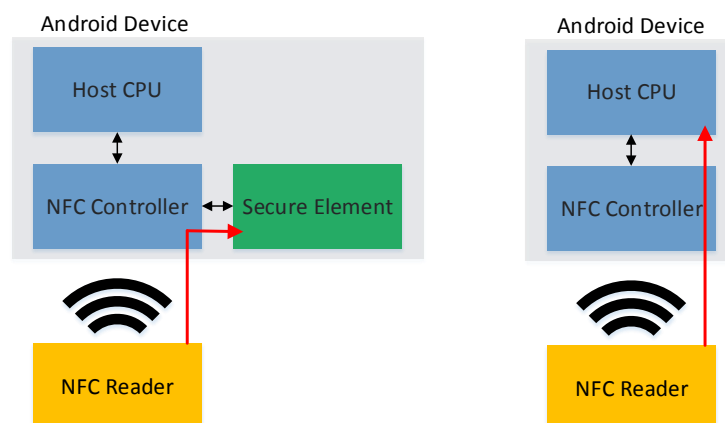 Android Device
Host CPU
NFC Controller
Secure Element
NFC Reader
Android Device
Host CPU
NFC Controller
NFC Reader